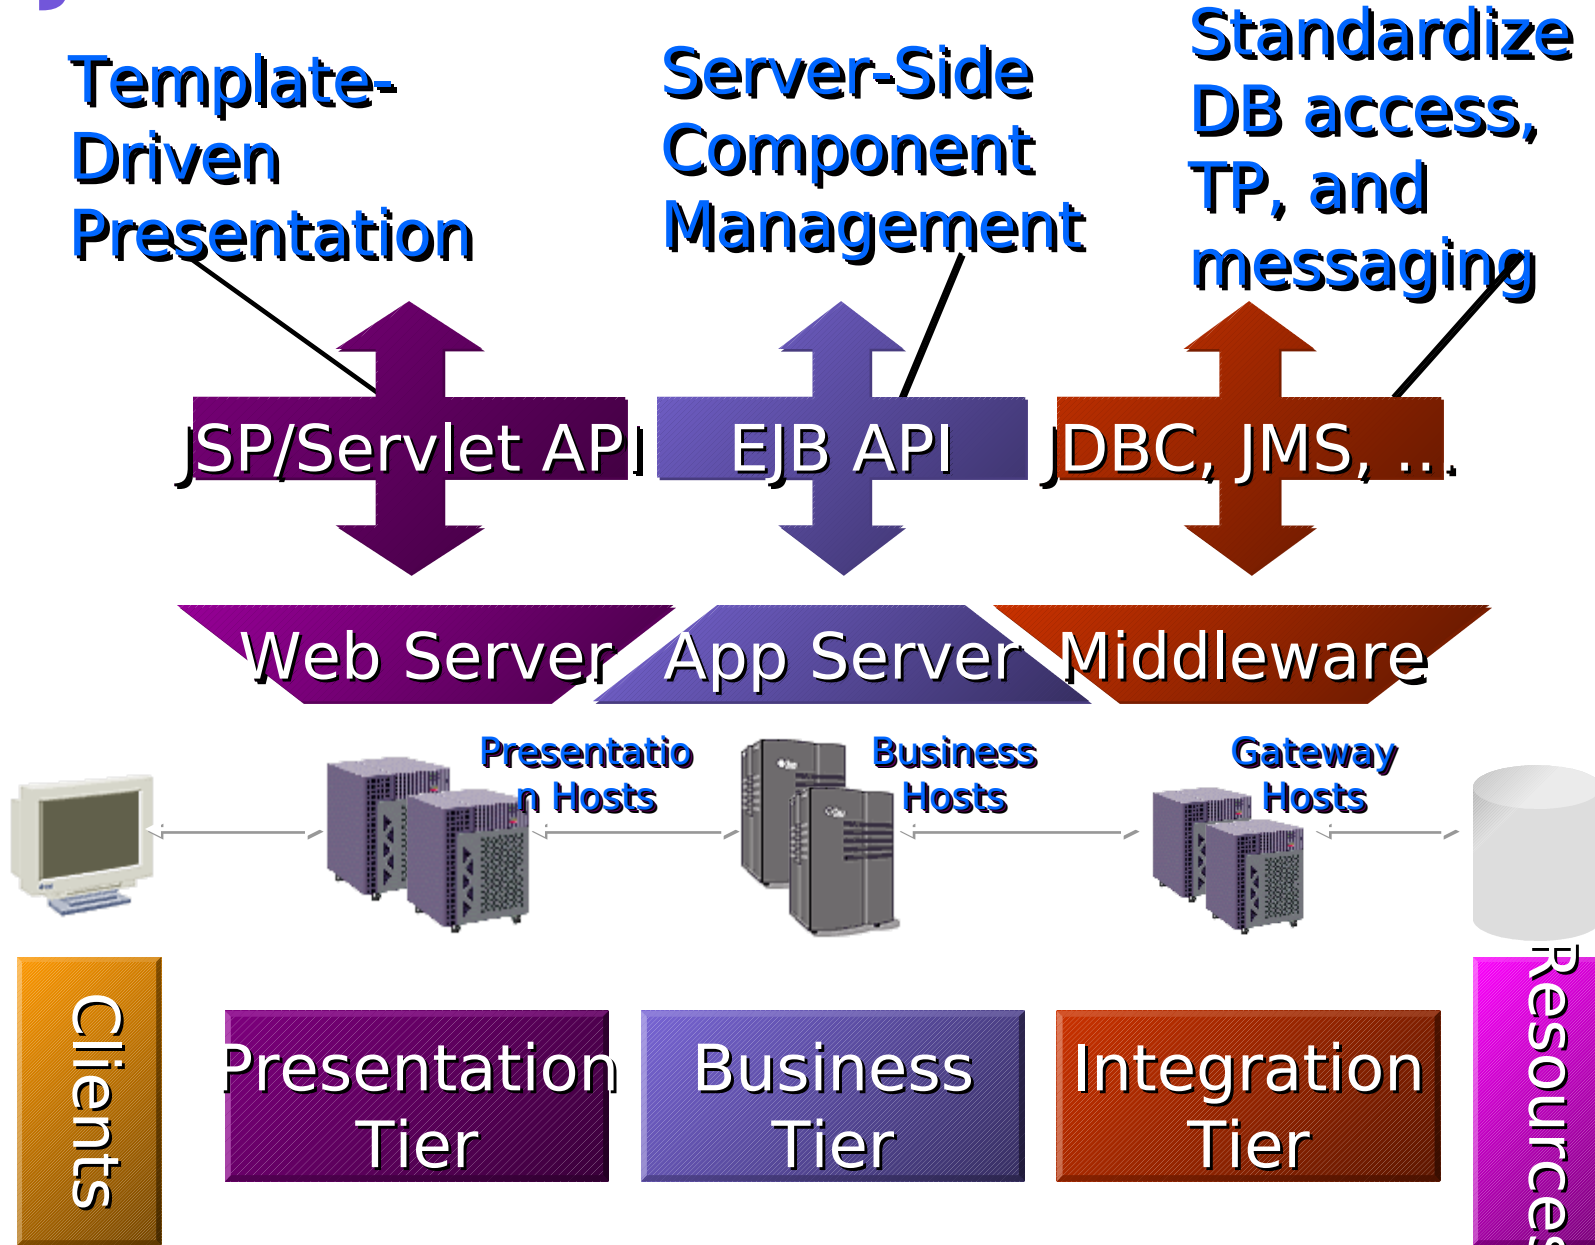 Template-
Driven
Presentation
Server-Side
Component
Management
Standardize
DB access,
TP, and
messaging
JSP/Servlet API
EJB API
JDBC, JMS, ...
Web Server
App Server
Middleware
Presentatio
n Hosts
Business
Hosts
Gateway
Hosts
Clients
Presentation
Tier
Business
Tier
Integration
Tier
Resources